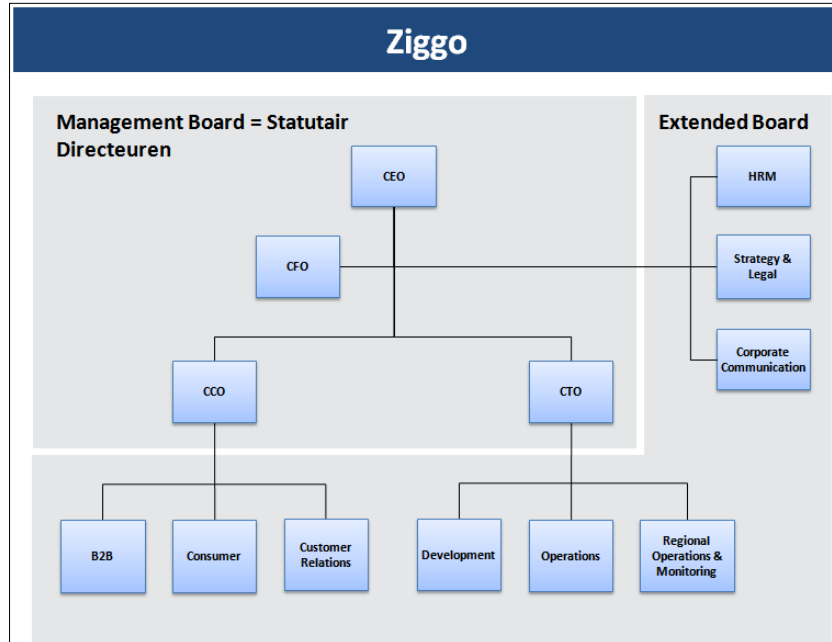 Ziggo
Management Board = Statutair
Directeuren
Extended Board
CEO
HRM
CFO
Strategy &
Legal
Corporate
Communication
CCO
CTO
B2B
Consumer
Customer
Relations
Development
Operations
Regional
Operations &
Monitoring